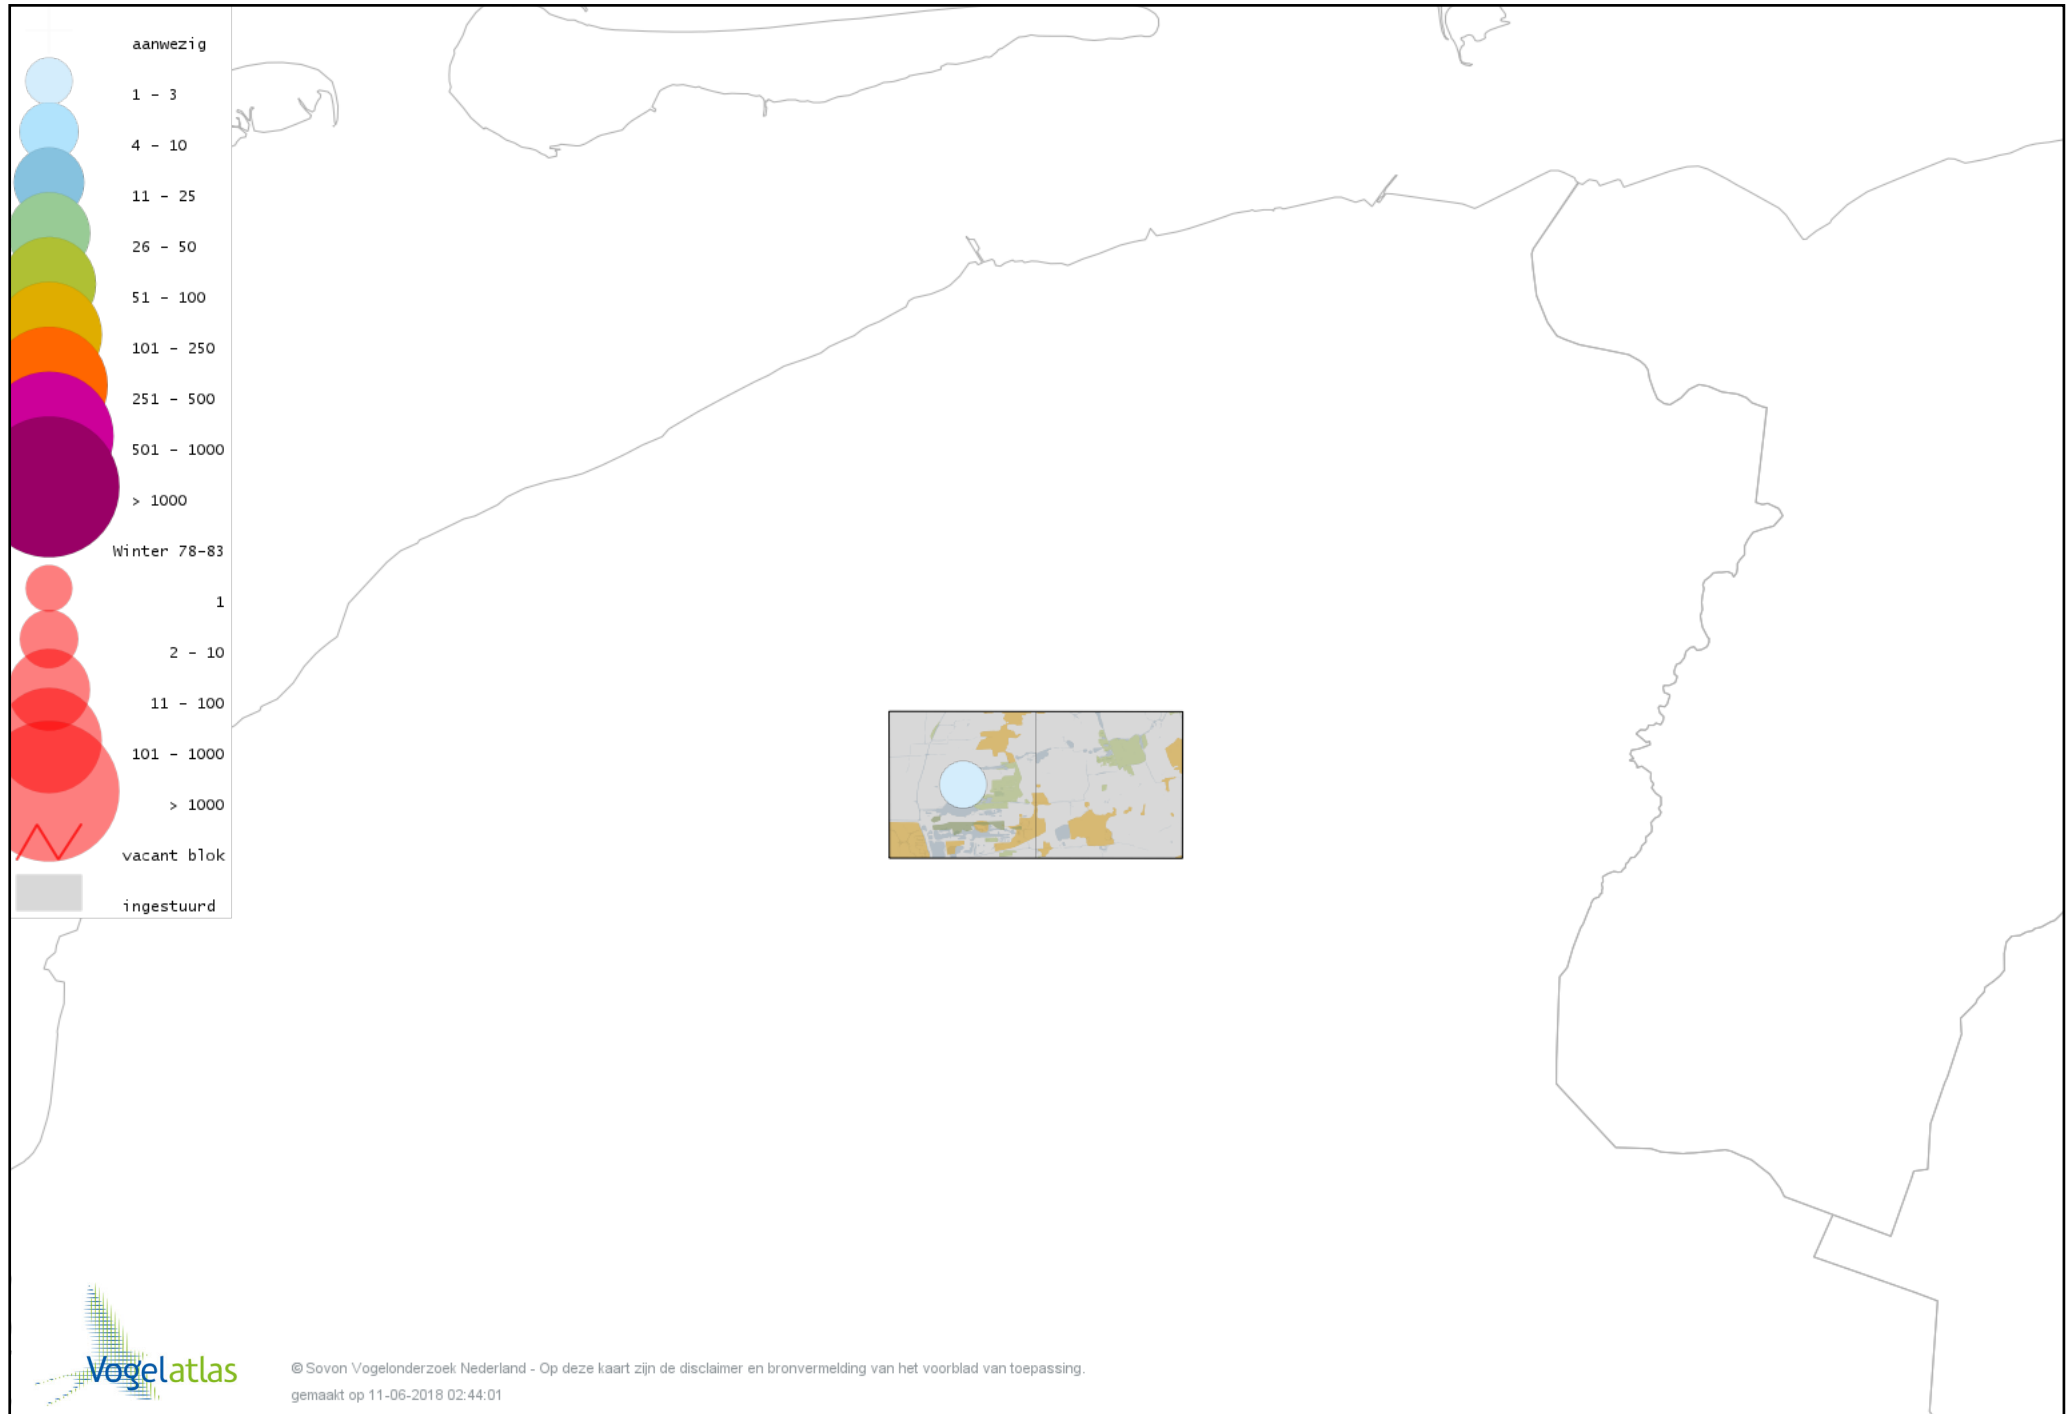 aanwezig
1 - 3
4 - 10
11 - 25
26 - 50
51 - 100
101 - 250
251 - 500
501 - 1000
> 1000
Winter 78-83
1
2 - 10
11 - 100
101 - 1000
> 1000
vacant blok
ingestuurd
Vogelatlas
© Sovon Vogelonderzoek Nederland - Op deze kaart zijn de disclaimer en bronvermelding van het voorblad van toepassing.
gemaakt op 11-06-2018 02:44:01